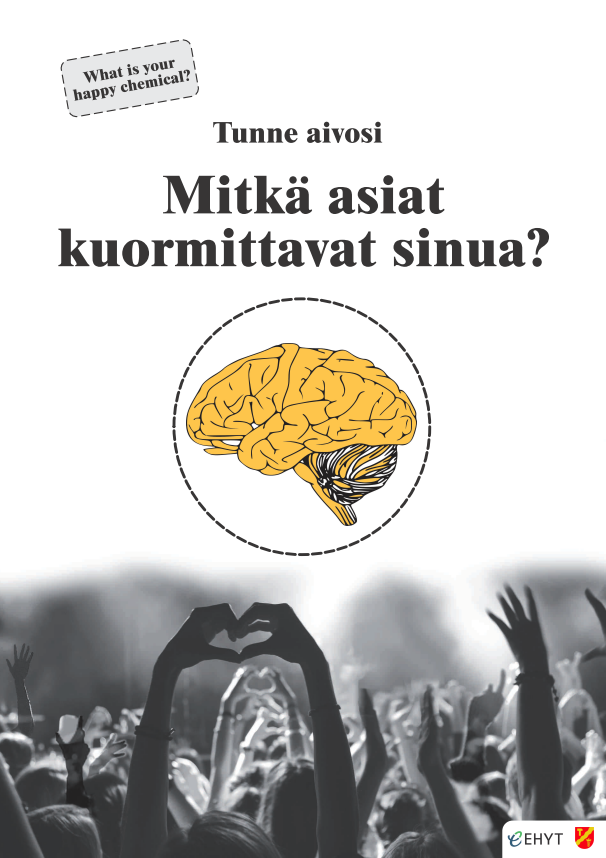 What is your
happy chemical?
Tunne aivosi
Mitkä asiat
kuormittavat sinua?
EHYT